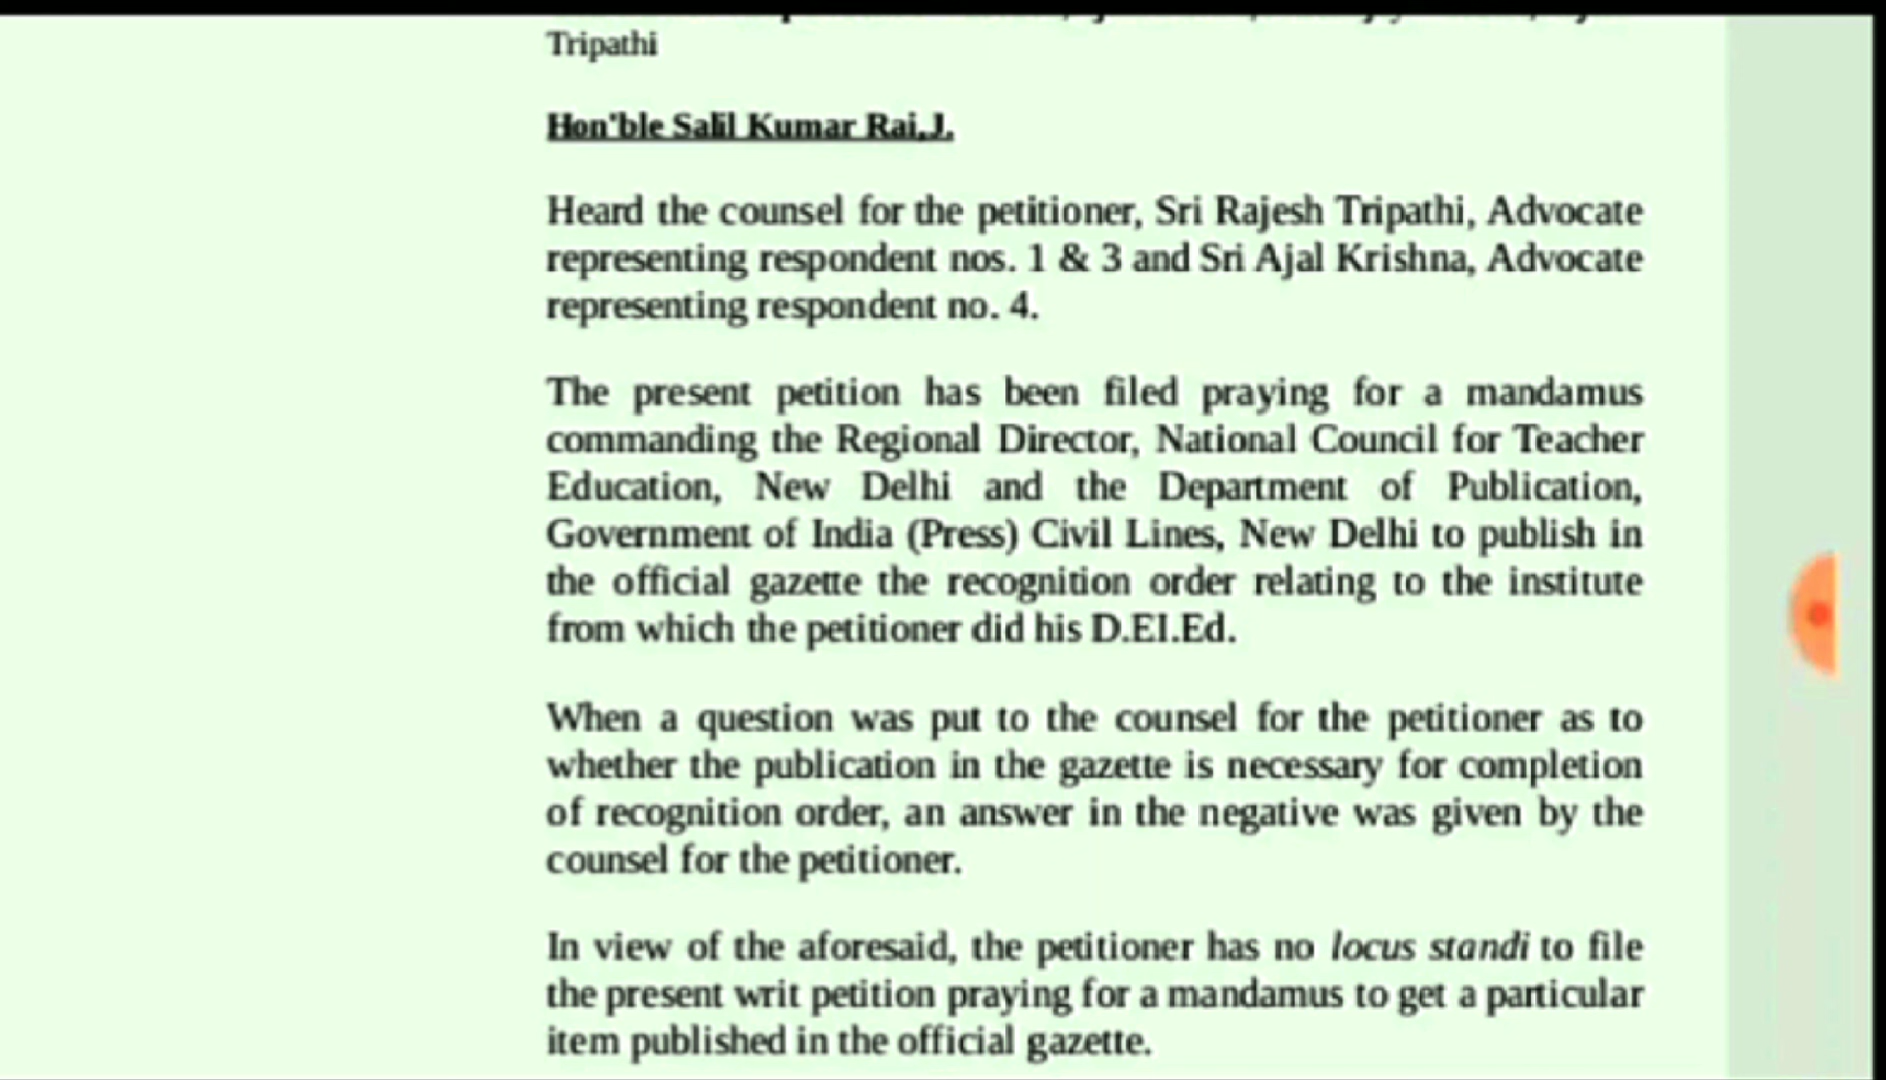 Tripathi
Hon'ble Salil Kumar Rai,J.
Heard the counsel for the petitioner, Sri Rajesh Tripathi, Advocate
representing respondent nos. 1 & 3 and Sri Ajal Krishna, Advocate
representing respondent no. 4.
The present petition has been filed praying for a mandamus
commanding the Regional Director, National Council for Teacher
Education, New Delhi and the Department of Publication,
Government of India (Press) Civil Lines, New Delhi to publish in
the official gazette the recognition order relating to the institute
from which the petitioner did his D.EI.Ed.
When a question was put to the counsel for the petitioner as to
whether the publication in the gazette is necessary for completion
of recognition order, an answer in the negative was given by the
counsel for the petitioner.
In view of the aforesaid, the petitioner has no locus standi to file
the present writ petition praying for a mandamus to get a particular
item published in the official gazette.